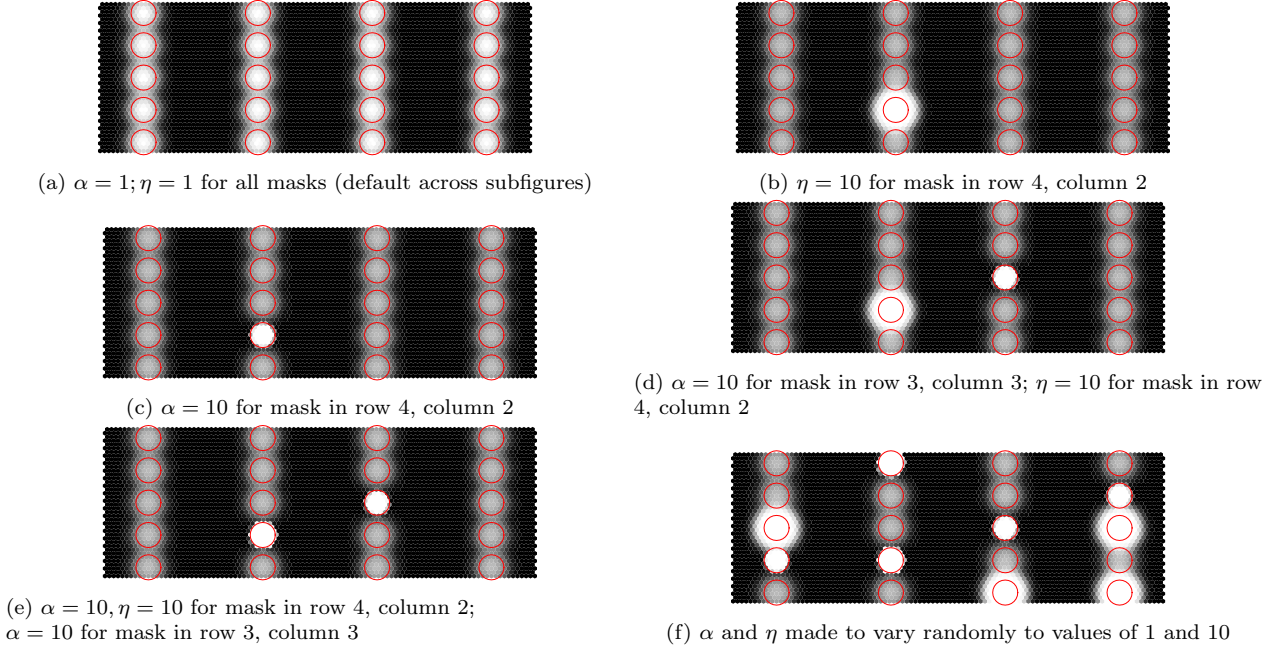 (a) α = 1; η = 1 for all masks (default across subfigures)
(b) η = 10 for mask in row 4, column 2
(c) α = 10 for mask in row 4, column 2
(d) α = 10 for mask in row 3, column 3; η = 10 for mask in row
4, column 2
(e) α = 10, η = 10 for mask in row 4, column 2;
α = 10 for mask in row 3, column 3
(f) α and η made to vary randomly to values of 1 and 10